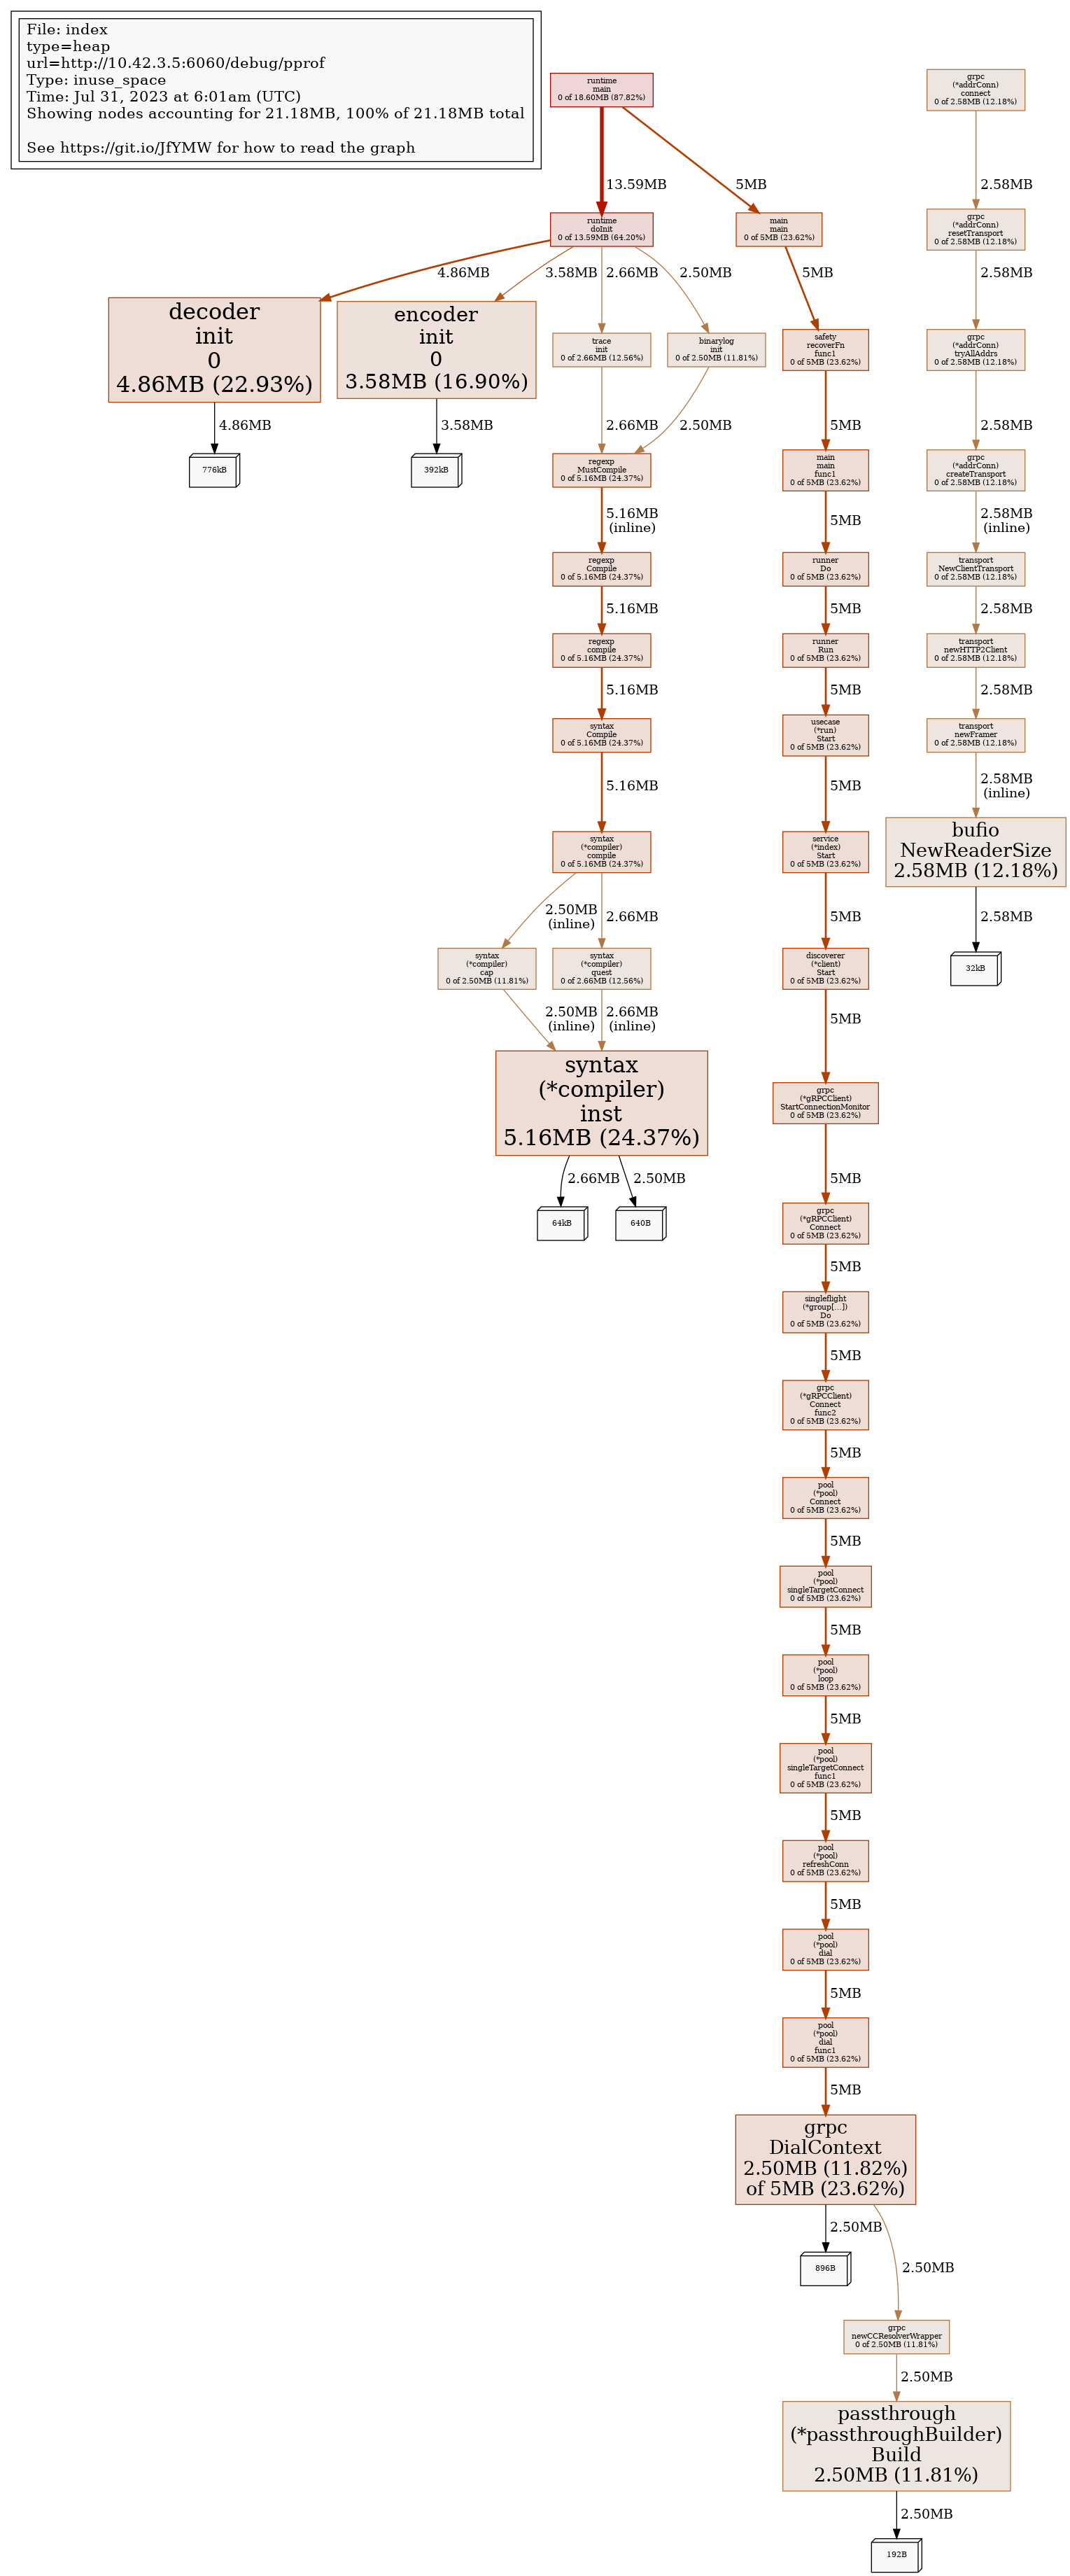 File: index
type=heap
url=http://10.42.3.5:6060/debug/pprof
Type: inuse_space
Time: Jul 31, 2023 at 6:01am (UTC)
Showing nodes accounting for 21.18MB, 100% of 21.18MB total
See https://git.io/JfYMW for how to read the graph
runtime
main
0 of 18.60MB (87.82%)
grpc
(*addrConn)
connect
0 of 2.58MB (12.18%)
13.59MB
5MB
2.58MB
runtime
doInit
0 of 13.59MB (64.20%)
main
main
0 of 5MB (23.62%)
grpc
(*addrConn)
resetTransport
0 of 2.58MB (12.18%)
4.86MB
3.58MB
2.66MB
2.50MB
5MB
2.58MB
decoder
init
0
4.86MB (22.93%)
encoder
init
0
3.58MB (16.90%)
trace
init
0 of 2.66MB (12.56%)
binarylog
init
0 of 2.50MB (11.81%)
safety
recoverFn
func1
0 of 5MB (23.62%)
grpc
(*addrConn)
tryAllAddrs
0 of 2.58MB (12.18%)
4.86MB
3.58MB
2.66MB
2.50MB
5MB
2.58MB
776kB
392kB
regexp
MustCompile
0 of 5.16MB (24.37%)
main
main
func1
0 of 5MB (23.62%)
grpc
(*addrConn)
createTransport
0 of 2.58MB (12.18%)
5.16MB
(inline)
5MB
2.58MB
(inline)
regexp
Compile
0 of 5.16MB (24.37%)
runner
Do
0 of 5MB (23.62%)
transport
NewClientTransport
0 of 2.58MB (12.18%)
5.16MB
5MB
2.58MB
regexp
compile
0 of 5.16MB (24.37%)
runner
Run
0 of 5MB (23.62%)
transport
newHTTP2Client
0 of 2.58MB (12.18%)
5.16MB
5MB
2.58MB
syntax
Compile
0 of 5.16MB (24.37%)
usecase
(*run)
Start
0 of 5MB (23.62%)
transport
newFramer
0 of 2.58MB (12.18%)
5.16MB
5MB
2.58MB
(inline)
syntax
(*compiler)
compile
0 of 5.16MB (24.37%)
service
(*index)
Start
0 of 5MB (23.62%)
bufio
NewReaderSize
2.58MB (12.18%)
2.50MB
(inline)
2.66MB
5MB
2.58MB
syntax
(*compiler)
cap
0 of 2.50MB (11.81%)
syntax
(*compiler)
quest
0 of 2.66MB (12.56%)
discoverer
(*client)
Start
0 of 5MB (23.62%)
32kB
2.50MB
(inline)
2.66MB
(inline)
5MB
syntax
(*compiler)
inst
5.16MB (24.37%)
grpc
(*gRPCClient)
StartConnectionMonitor
0 of 5MB (23.62%)
2.66MB
2.50MB
5MB
64kB
640B
grpc
(*gRPCClient)
Connect
0 of 5MB (23.62%)
5MB
singleflight
(*group[...])
Do
0 of 5MB (23.62%)
5MB
grpc
(*gRPCClient)
Connect
func2
0 of 5MB (23.62%)
5MB
pool
(*pool)
Connect
0 of 5MB (23.62%)
5MB
pool
(*pool)
singleTargetConnect
0 of 5MB (23.62%)
5MB
pool
(*pool)
loop
0 of 5MB (23.62%)
5MB
pool
(*pool)
singleTargetConnect
func1
0 of 5MB (23.62%)
5MB
pool
(*pool)
refreshConn
0 of 5MB (23.62%)
5MB
pool
(*pool)
dial
0 of 5MB (23.62%)
5MB
pool
(*pool)
dial
func1
0 of 5MB (23.62%)
5MB
grpc
DialContext
2.50MB (11.82%)
of 5MB (23.62%)
2.50MB
2.50MB
896B
grpc
newCCResolverWrapper
0 of 2.50MB (11.81%)
2.50MB
passthrough
(*passthroughBuilder)
Build
2.50MB (11.81%)
2.50MB
192B